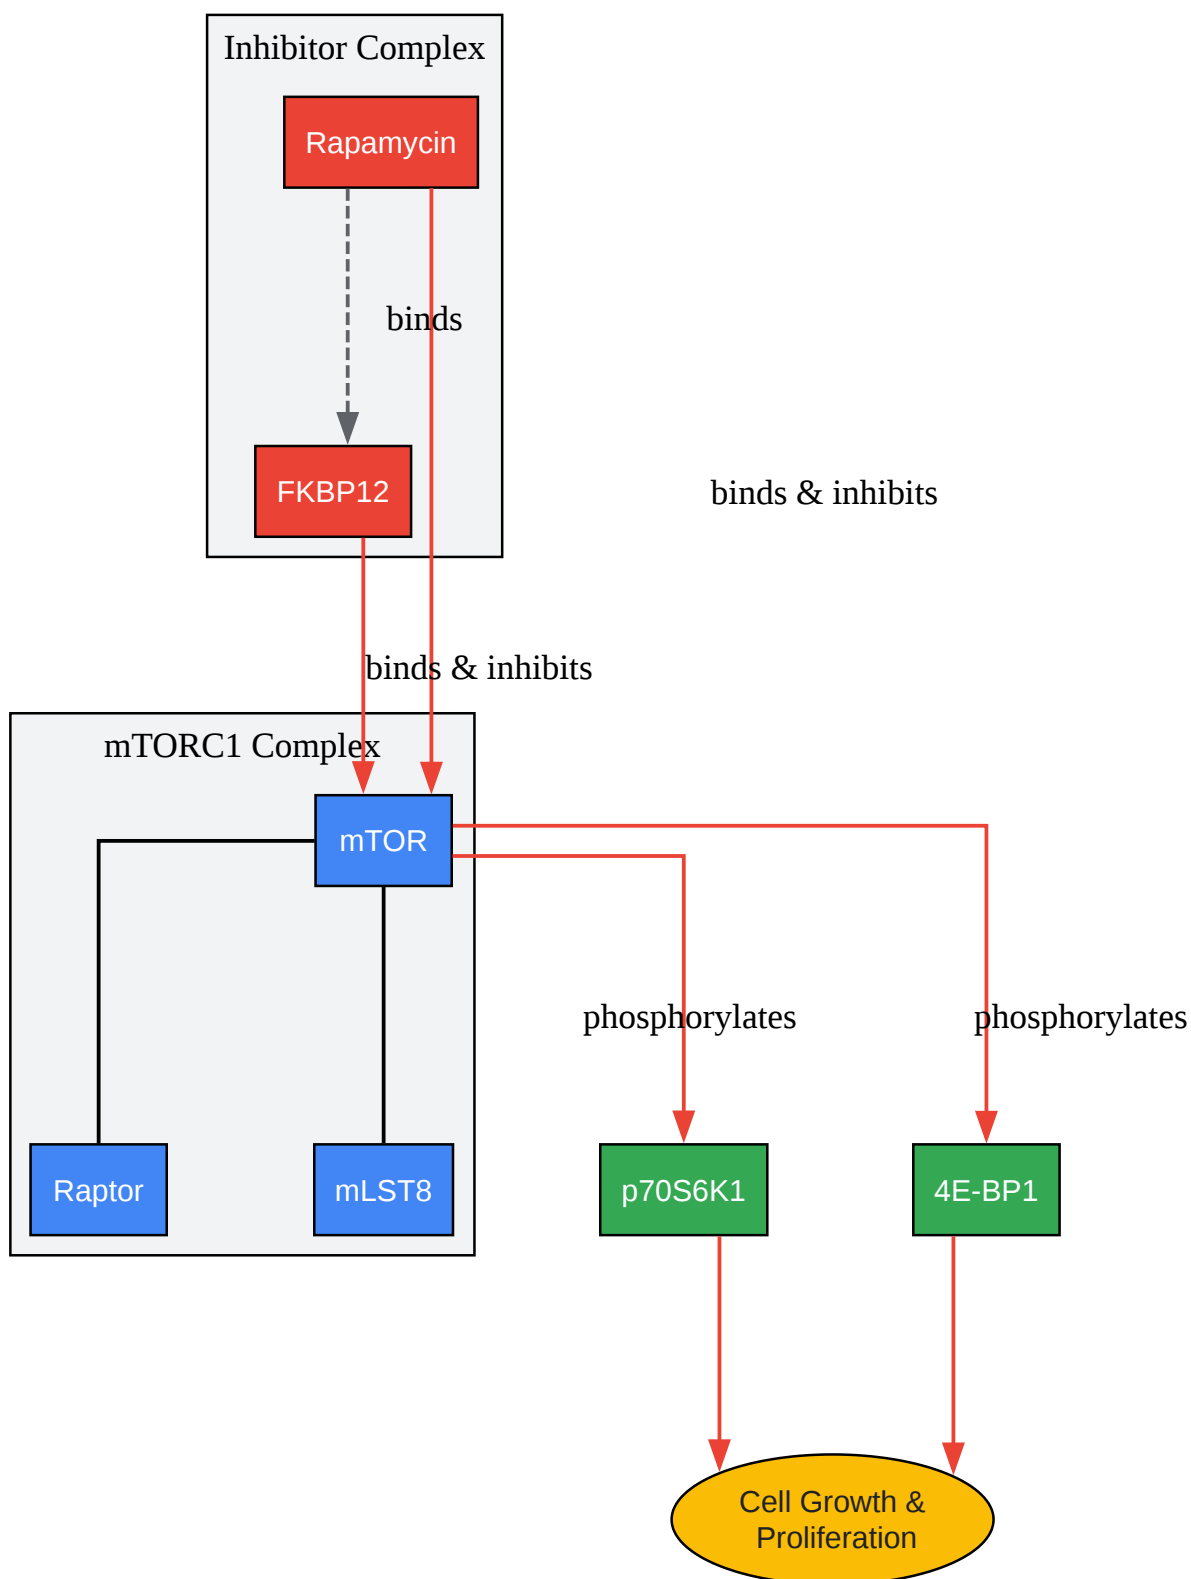 Inhibitor Complex
Rapamycin
binds
FKBP12
binds & inhibits
binds & inhibits
mTORC1 Complex
mTOR
phosphorylates
phosphorylates
Raptor
mLST8
p70S6K1
4E-BP1
Cell Growth &
Proliferation